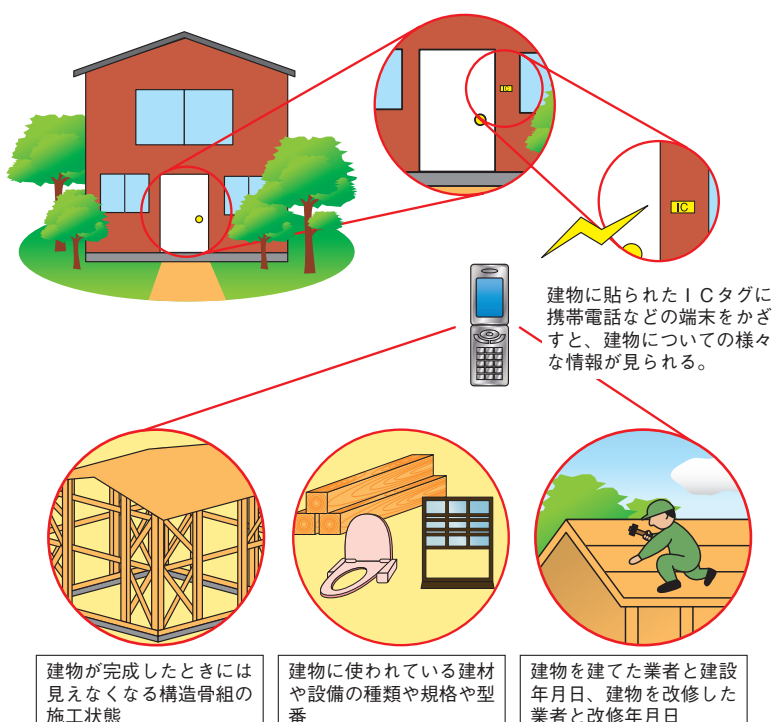 IC
IC
建物に貼られたＩＣタグに
携帯電話などの端末をかざ
すと、建物についての様々
な情報が見られる。
建物が完成したときには
見えなくなる構造骨組の
施工状態
建物に使われている建材
や設備の種類や規格や型
番
建物を建てた業者と建設
年月日、建物を改修した
業者と改修年月日